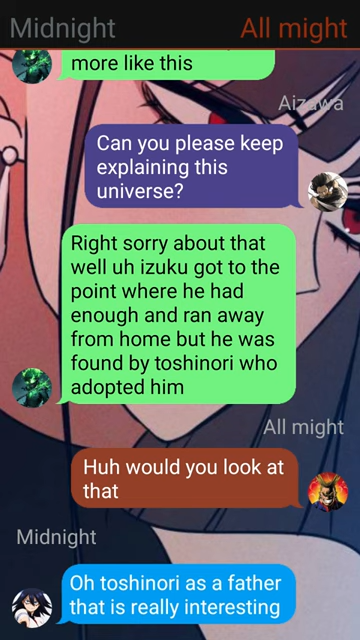 Midnight All might
more like this
Aizawa
Can you please keep
explaining this
universe?
Right sorry about that
well uh izuku got to the
point where he had
enough and ran away
from home but he was
found by toshinori who
adopted him
All might
Huh would you look at
that
Midnight
Oh toshinori as a father
that is really interesting